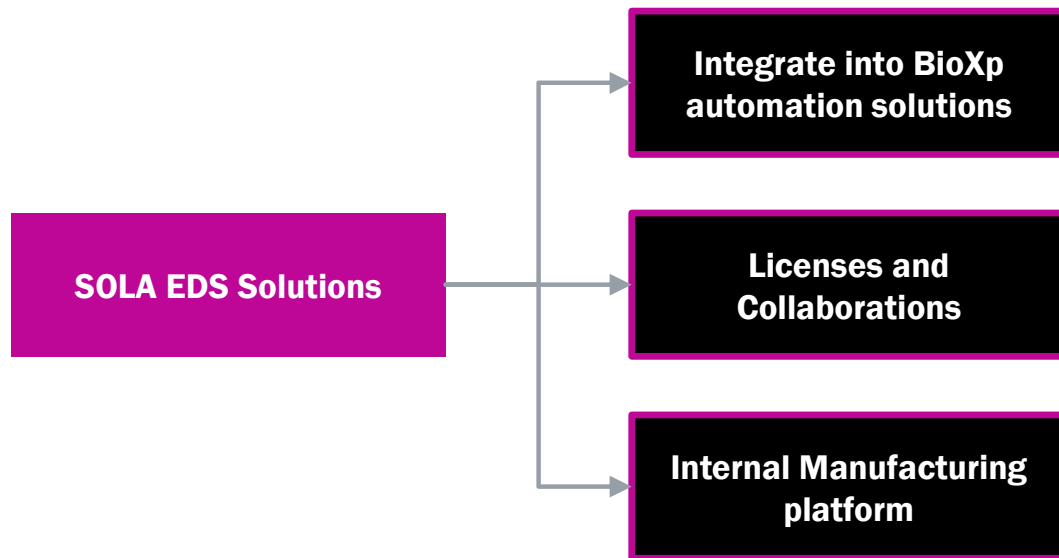 Integrate into BioXp
automation solutions
SOLA EDS Solutions
Licenses and
Collaborations
Internal Manufacturing
platform